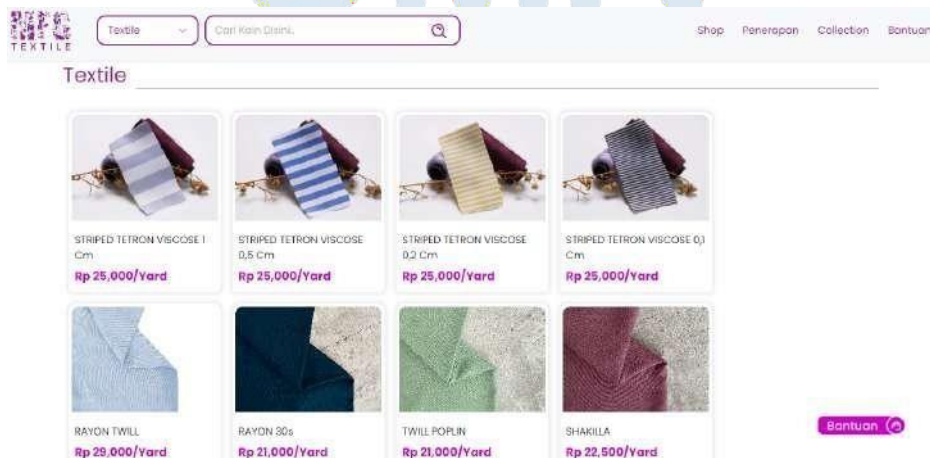 MFG
TEXTILE
Textile
Cari Kain Disini..
Shop
Penerapan
Collection
Bantuan
Textile
STRIPED TETRON VISCOSE 1
Cm
Rp 25,000/Yard
STRIPED TETRON VISCOSE
0,5 Cm
Rp 25,000/Yard
STRIPED TETRON VISCOSE
0,2 Cm
Rp 25,000/Yard
STRIPED TETRON VISCOSE 0,1
Cm
Rp 25,000/Yard
RAYON TWILL
Rp 29,000/Yard
RAYON 30s
Rp 21,000/Yard
TWILL POPLIN
Rp 21,000/Yard
SHAKILLA
Rp 22,500/Yard
Bantuan